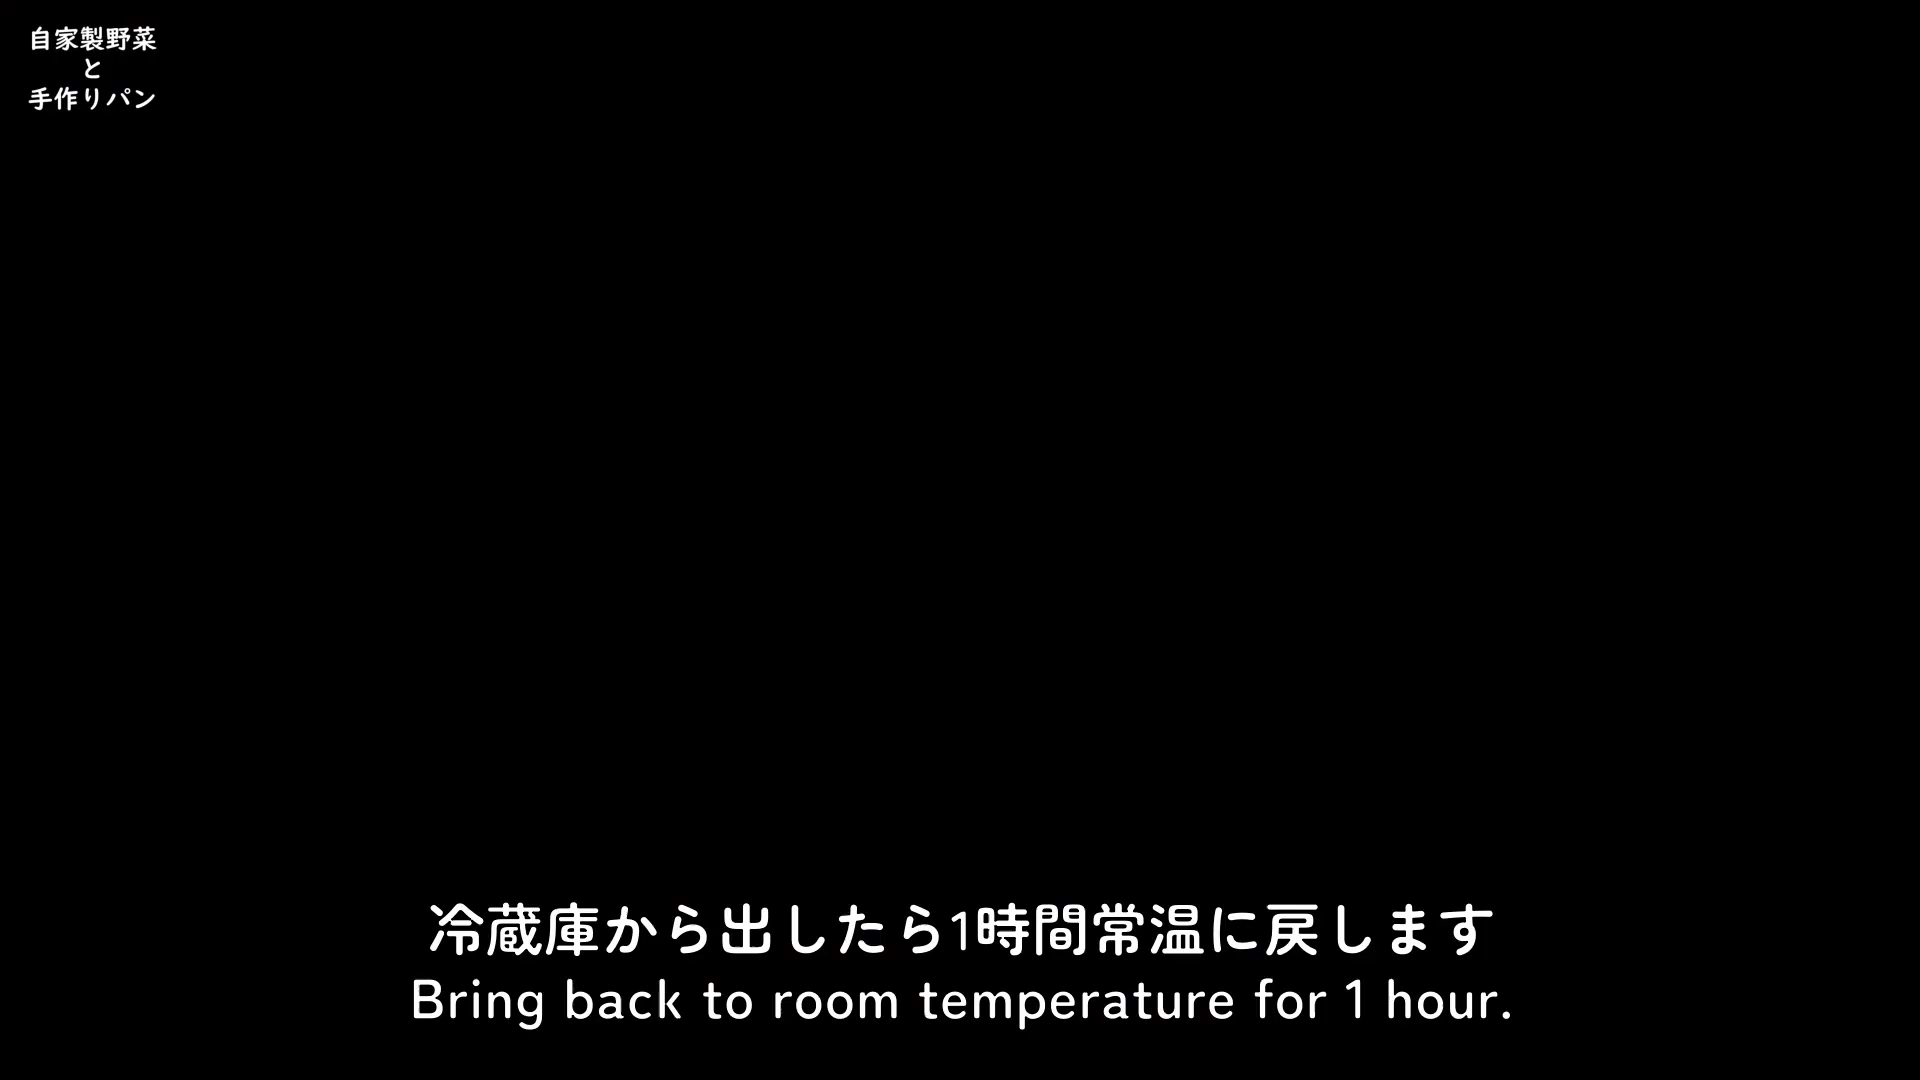 自家製野菜
と
手作りパン
冷蔵庫から出したら1時間常温に戻します
Bring back to room temperature for 1 hour.